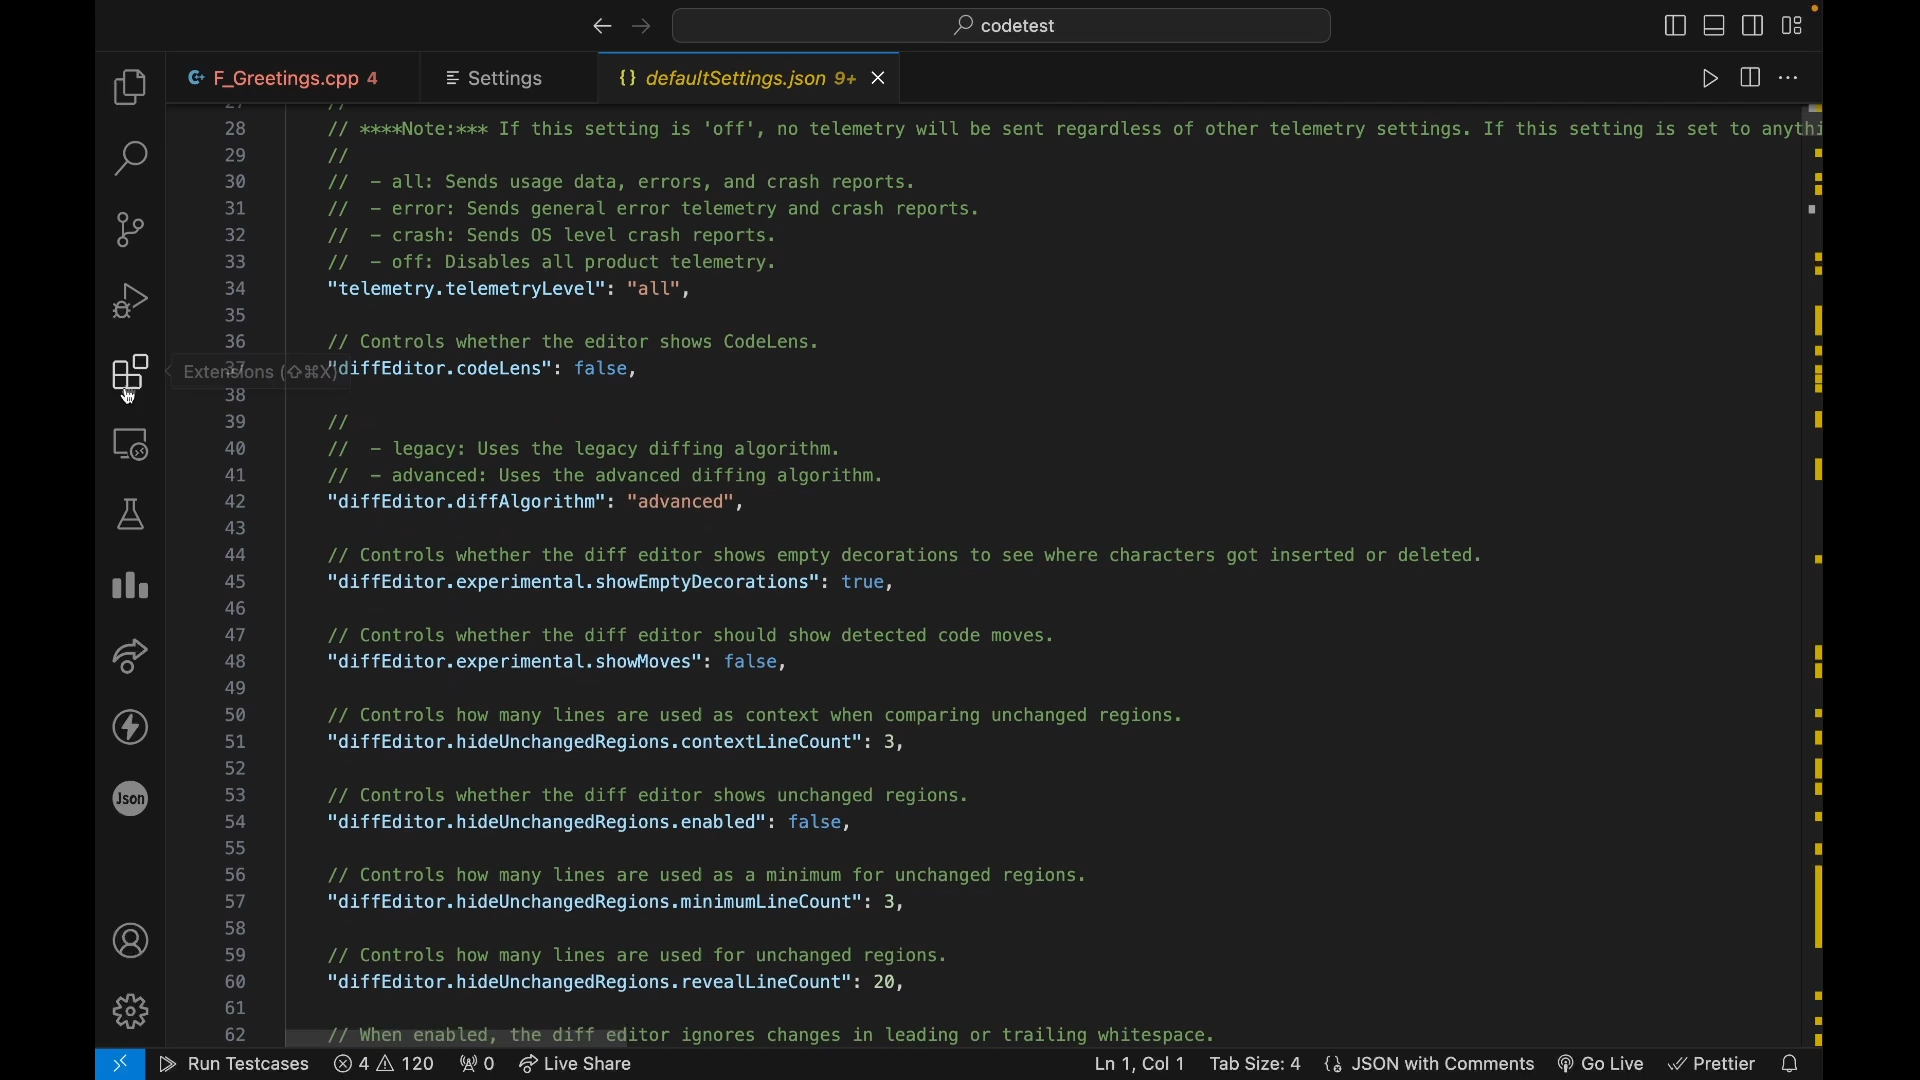 codetest
F_Greetings.cpp 4
Settings
{} defaultSettings.json 9+
28 // ****Note:*** If this setting is 'off', no telemetry will be sent regardless of other telemetry settings. If this setting is set to anythi
29 //
30 // - all: Sends usage data, errors, and crash reports.
31 // - error: Sends general error telemetry and crash reports.
32 // - crash: Sends OS level crash reports.
33 // - off: Disables all product telemetry.
34 "telemetry.telemetryLevel": "all",
35
36 // Controls whether the editor shows CodeLens.
37 "diffEditor.codeLens": false,
Extensions (⇧⌘X)
38
39 //
40 // - legacy: Uses the legacy diffing algorithm.
41 // - advanced: Uses the advanced diffing algorithm.
42 "diffEditor.diffAlgorithm": "advanced",
43
44 // Controls whether the diff editor shows empty decorations to see where characters got inserted or deleted.
45 "diffEditor.experimental.showEmptyDecorations": true,
46
47 // Controls whether the diff editor should show detected code moves.
48 "diffEditor.experimental.showMoves": false,
49
50 // Controls how many lines are used as context when comparing unchanged regions.
51 "diffEditor.hideUnchangedRegions.contextLineCount": 3,
52
53 // Controls whether the diff editor shows unchanged regions.
54 "diffEditor.hideUnchangedRegions.enabled": false,
55
56 // Controls how many lines are used as a minimum for unchanged regions.
57 "diffEditor.hideUnchangedRegions.minimumLineCount": 3,
58
59 // Controls how many lines are used for unchanged regions.
60 "diffEditor.hideUnchangedRegions.revealLineCount": 20,
61
62 // When enabled, the diff editor ignores changes in leading or trailing whitespace.
Json
Run Testcases 4 120 0 Live Share Ln 1, Col 1 Tab Size: 4 JSON with Comments Go Live Prettier